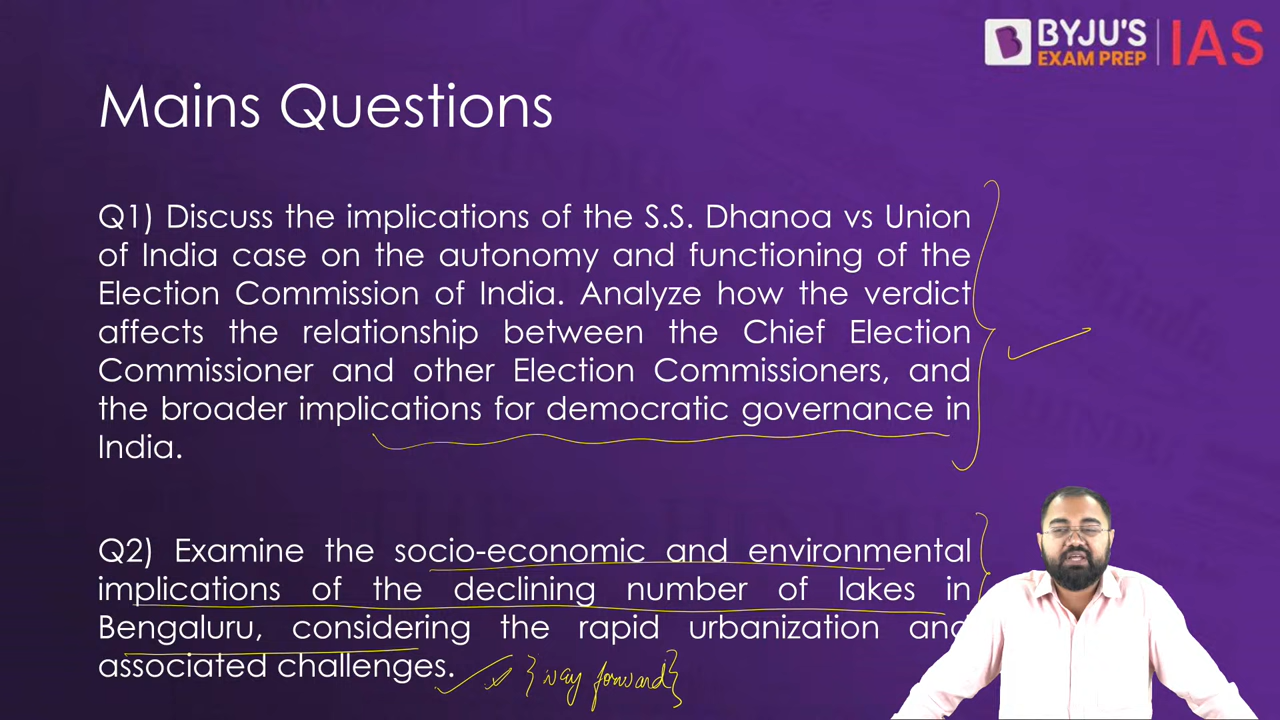 BYJU'S
EXAM PREP
IAS
Mains Questions
Q1) Discuss the implications of the S.S. Dhanoa vs Union
of India case on the autonomy and functioning of the
Election Commission of India. Analyze how the verdict
affects the relationship between the Chief Election
Commissioner and other Election Commissioners, and
the broader implications for democratic governance in
India.
Q2) Examine the socio-economic and environmental
implications of the declining number of lakes in
Bengaluru, considering the rapid urbanization and
associated challenges.
{way forward}